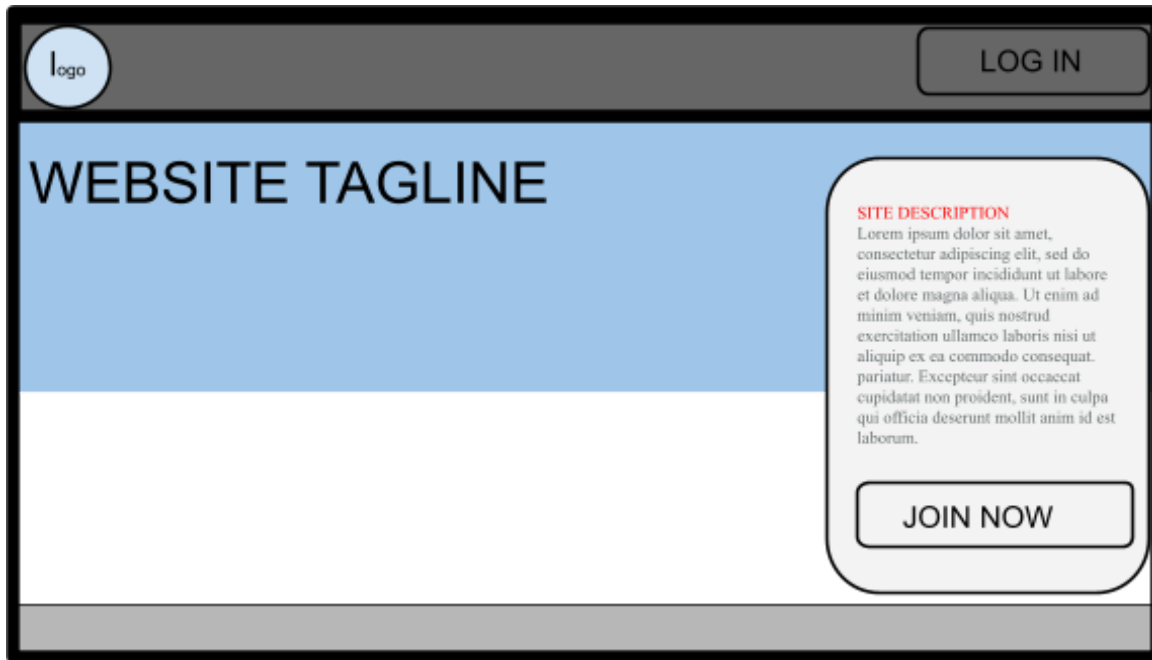 logo
LOG IN
WEBSITE TAGLINE
SITE DESCRIPTION
Lorem ipsum dolor sit amet,
consectetur adipiscing elit, sed do
eiusmod tempor incididunt ut labore
et dolore magna aliqua. Ut enim ad
minim veniam, quis nostrud
exercitation ullamco laboris nisi ut
aliquip ex ea commodo consequat.
pariatur. Excepteur sint occaecat
cupidatat non proident, sunt in culpa
qui officia deserunt mollit anim id est
laborum.
JOIN NOW